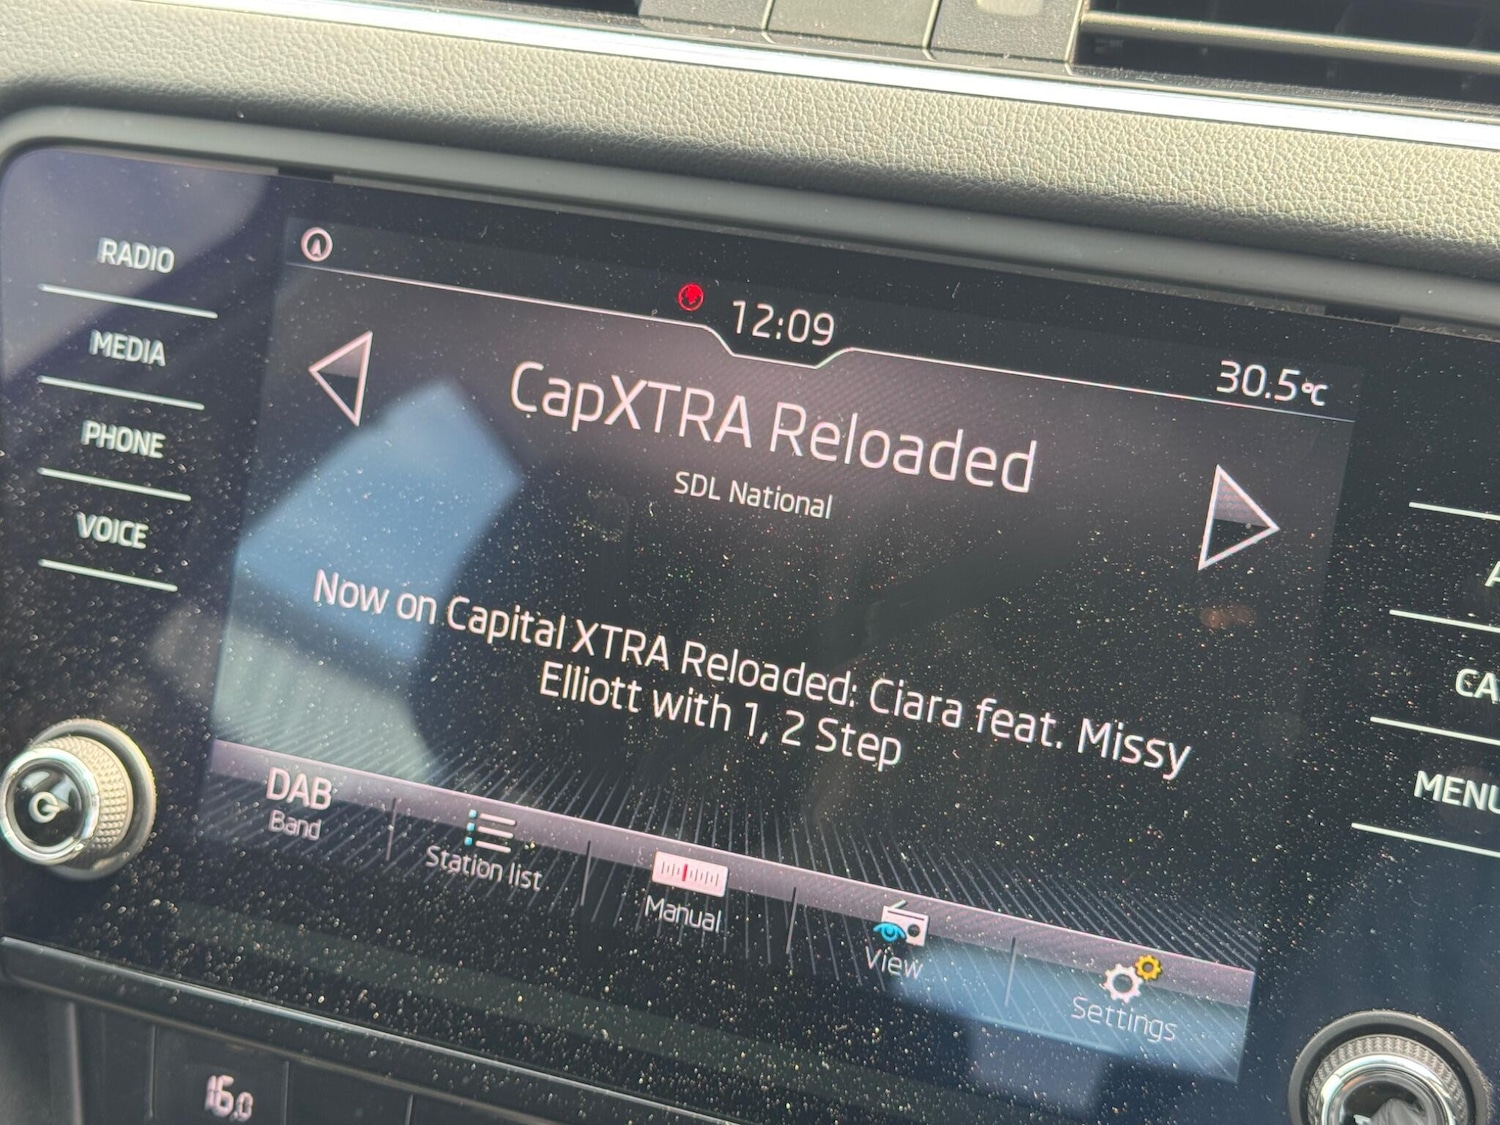 RADIO
MEDIA
PHONE
VOICE
12:09
30.5°C
CapXTRA Reloaded
SDL National
Now on Capital XTRA Reloaded: Ciara feat. Missy
Elliott with 1, 2 Step
DAB
Band
Station list
Manual
View
Settings
MENU
16.0